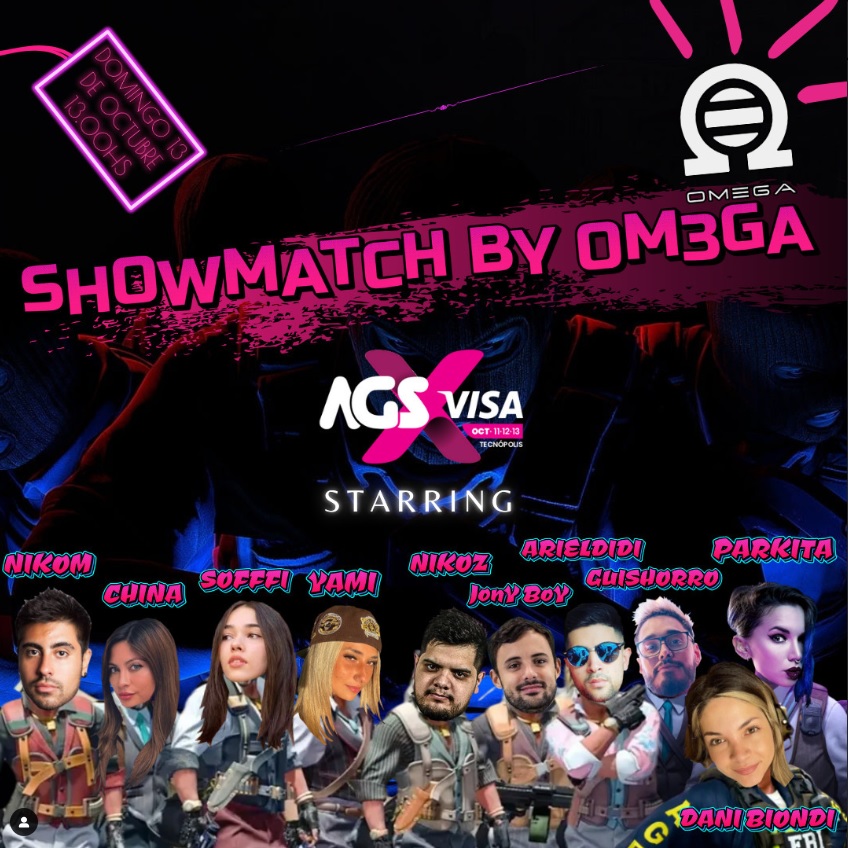 DOMINGO 13
DE OCTUBRE
13:00HS
OMEGA
SHOWMATCH BY OM3GA
AGS VISA
OCT· 11·12·13
TECNÓPOLIS
STARRING
NIKOM
CHINA
SOFFFI
YAMI
NIKOZ
JonY BoY
ARIELDIDI
GUISHORRO
PARKITA
DANI BIONDI
FBI